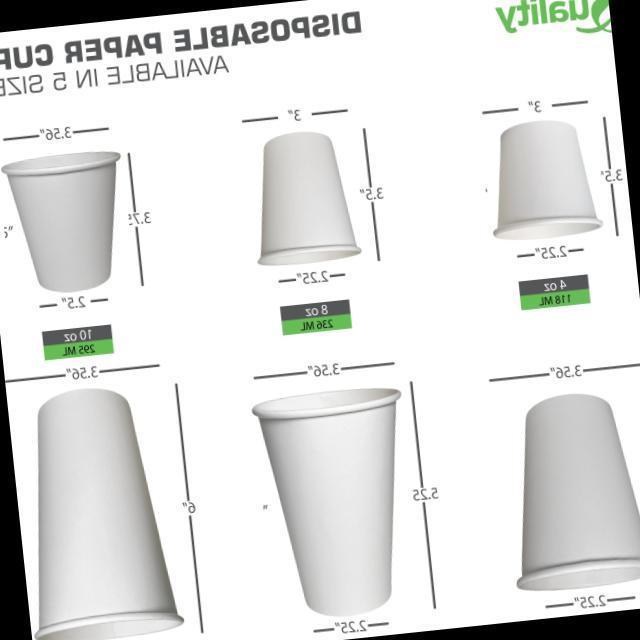 Quality
DISPOSABLE PAPER CUP
AVAILABLE IN 5 SIZE
3" 3" 3.56"
3.5" 3.5" 3.75
2.25" 2.25" 2.5"
4 oz 8 oz 10 oz
118 ML 236 ML 295 ML
3.56" 3.56" 3.56"
5.25 6"
2.25" 2.25"